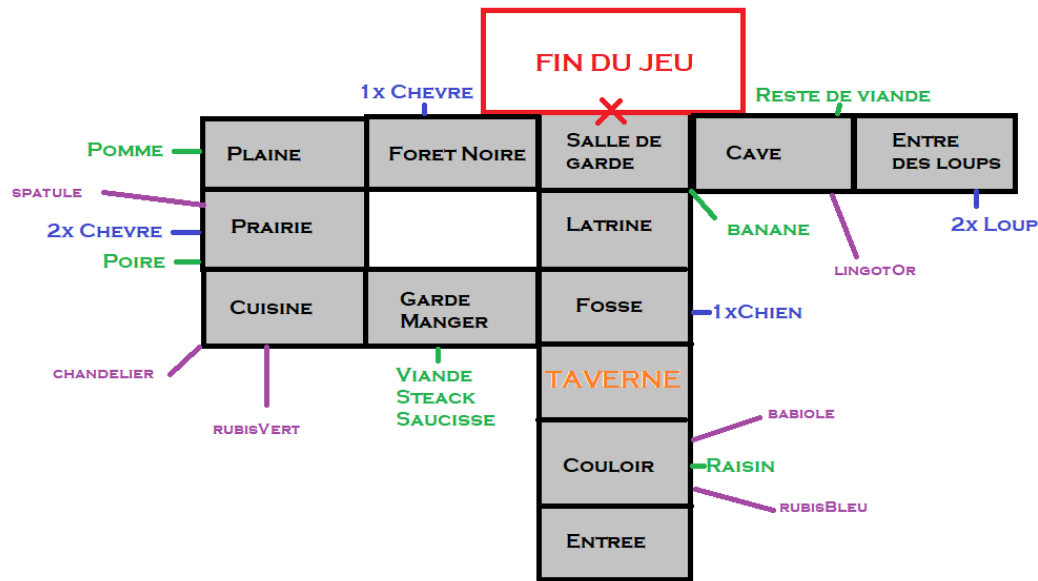 FIN DU JEU
1x Chevre
Reste de viande
Pomme
Plaine
Foret Noire
Salle de
garde
Cave
Entre
des loups
spatule
2x Chevre
Prairie
Latrine
banane
2x Loup
Poire
lingotOr
Cuisine
Garde
Manger
Fosse
1xChien
chandelier
Viande
Steack
Saucisse
TAVERNE
rubisVert
babiole
Couloir
Raisin
rubisBleu
Entree